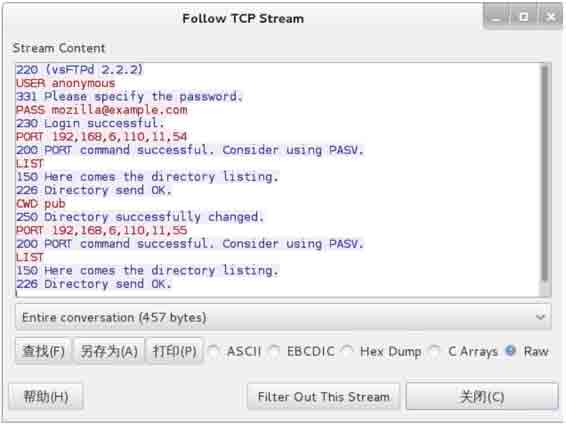 Follow TCP Stream
Stream Content
220 (vsFTPd 2.2.2)
USER anonymous
331 Please specify the password.
PASS mozilla@example.com
230 Login successful.
PORT 192,168,6,110,11,54
200 PORT command successful. Consider using PASV.
LIST
150 Here comes the directory listing.
226 Directory send OK.
CWD pub
250 Directory successfully changed.
PORT 192,168,6,110,11,55
200 PORT command successful. Consider using PASV.
LIST
150 Here comes the directory listing.
226 Directory send OK.
Entire conversation (457 bytes)
查找(F) 另存为(A) 打印(P) ASCII EBCDIC Hex Dump C Arrays Raw
帮助(H) Filter Out This Stream 关闭(C)